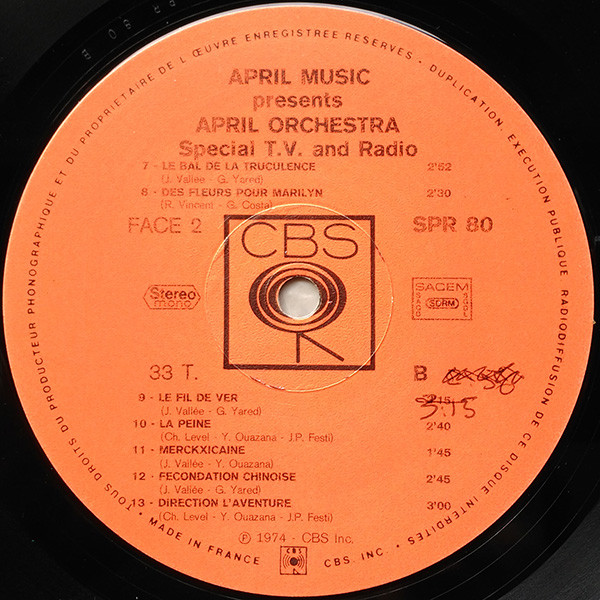 TOUS DROITS DU PRODUCTEUR PHONOGRAPHIQUE ET DU PROPRIETAIRE DE L'ŒUVRE ENREGISTREE RESERVES • DUPLICATION, EXECUTION PUBLIQUE RADIODIFFUSION DE CE DISQUE INTERDITES •
APRIL MUSIC
presents
APRIL ORCHESTRA
Special T.V. and Radio
7 - LE BAL DE LA TRUCULENCE 2'52
(J. Vallée - G. Yared)
8 - DES FLEURS POUR MARILYN 2'30
(R. Vincent - G. Costa)
FACE 2
CBS
SPR 80
Stereo
mono
SACEM
SACD SDRM SGDL
33 T.
B
9 - LE FIL DE VER 3.15
(J. Vallée - G. Yared)
10 - LA PEINE 2'40
(Ch. Level - Y. Ouazana - J.P. Festi)
11 - MERCKXICAINE 1'45
(J. Vallée - Y. Ouazana)
12 - FECONDATION CHINOISE 2'45
(J. Vallée - G. Yared)
13 - DIRECTION L'AVENTURE 3'00
(Ch. Level - Y. Ouazana - J.P. Festi)
℗ 1974 - CBS Inc.
• MADE IN FRANCE
CBS
CBS. INC. •